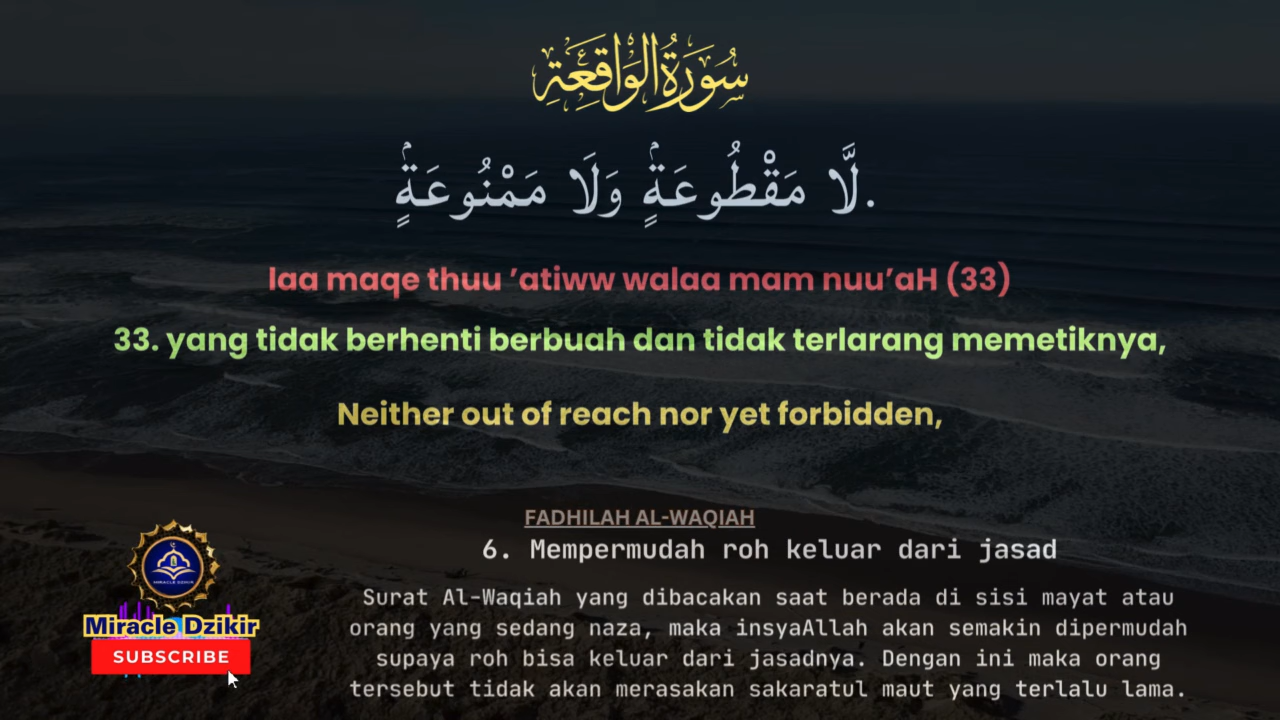 سُورَةُ الْوَاقِعَةِ
لَّا مَقْطُوعَةٍۢ وَلَا مَمْنُوعَةٍۢ.
laa maqe thuu ’atiww walaa mam nuu’aH (33)
33. yang tidak berhenti berbuah dan tidak terlarang memetiknya,
Neither out of reach nor yet forbidden,
FADHILAH AL-WAQIAH
6. Mempermudah roh keluar dari jasad
Surat Al-Waqiah yang dibacakan saat berada di sisi mayat atau
orang yang sedang naza, maka insyaAllah akan semakin dipermudah
supaya roh bisa keluar dari jasadnya. Dengan ini maka orang
tersebut tidak akan merasakan sakaratul maut yang terlalu lama.
MIRACLE DZIKIR
Miracle Dzikir
SUBSCRIBE